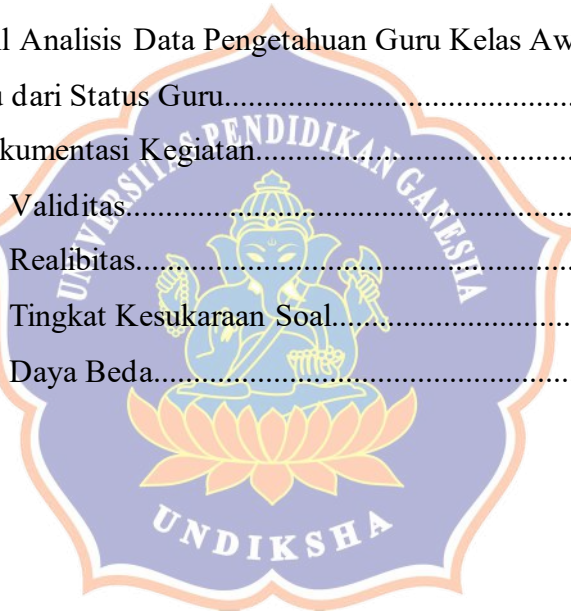 l Analisis Data Pengetahuan Guru Kelas Aw
dari Status Guru........................................
kumentasi Kegiatan....................................
Validitas....................................................
Realibitas..................................................
Tingkat Kesukaraan Soal...........................
Daya Beda.................................................
UNIVERSITAS PENDIDIKAN GANESHA
UNDIKSHA